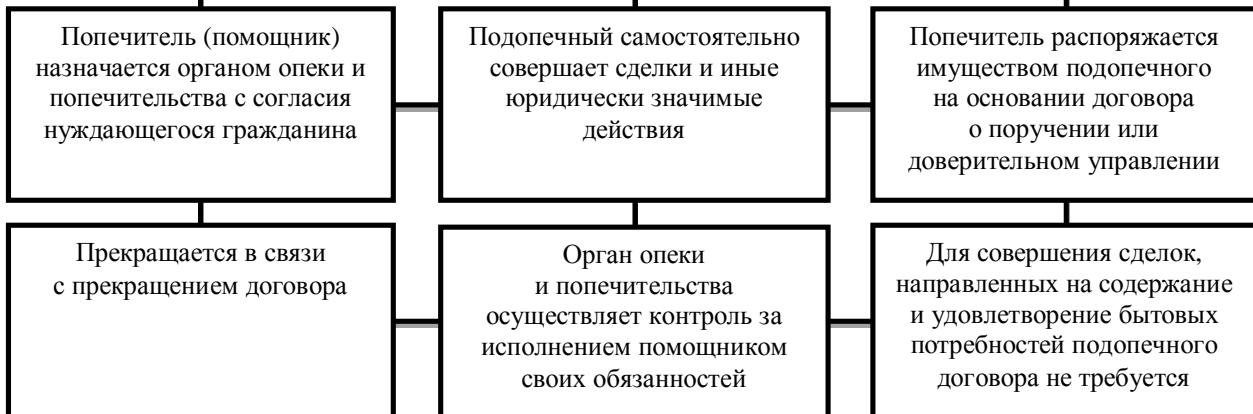 Попечитель (помощник)
назначается органом опеки и
попечительства с согласия
нуждающегося гражданина
Подопечный самостоятельно
совершает сделки и иные
юридически значимые
действия
Попечитель распоряжается
имуществом подопечного
на основании договора
о поручении или
доверительном управлении
Прекращается в связи
с прекращением договора
Орган опеки
и попечительства
осуществляет контроль за
исполнением помощником
своих обязанностей
Для совершения сделок,
направленных на содержание
и удовлетворение бытовых
потребностей подопечного
договора не требуется